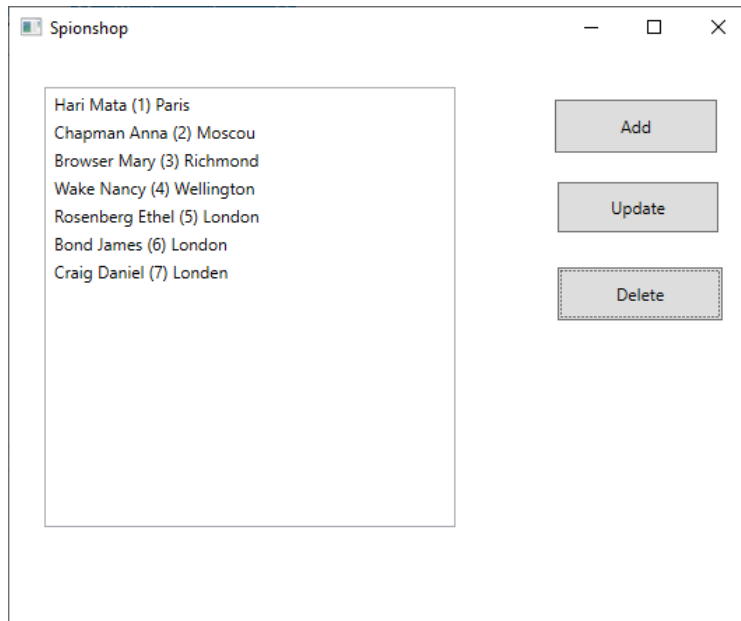 Spionshop
Hari Mata (1) Paris
Chapman Anna (2) Moscou
Browser Mary (3) Richmond
Wake Nancy (4) Wellington
Rosenberg Ethel (5) London
Bond James (6) London
Craig Daniel (7) Londen
Add
Update
Delete